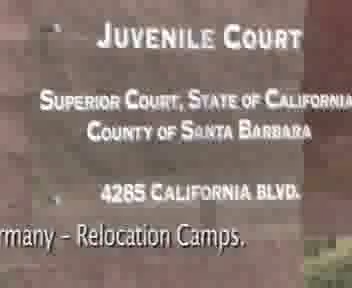 JUVENILE COURT
SUPERIOR COURT, STATE OF CALIFORNIA
COUNTY OF SANTA BARBARA
4285 CALIFORNIA BLVD.
rmany – Relocation Camps.